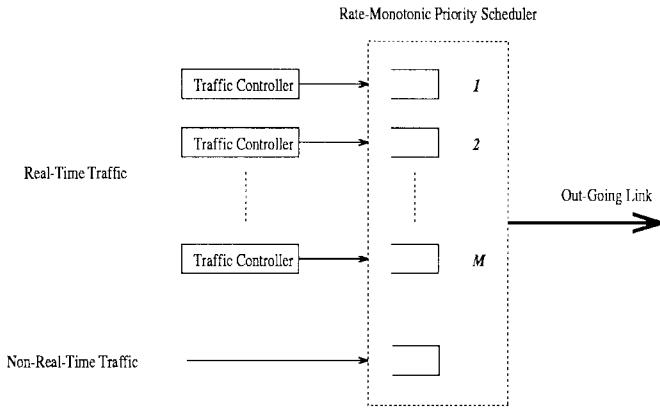 Rate-Monotonic Priority Scheduler
Traffic Controller
1
Traffic Controller
2
Real-Time Traffic
Out-Going Link
Traffic Controller
M
Non-Real-Time Traffic